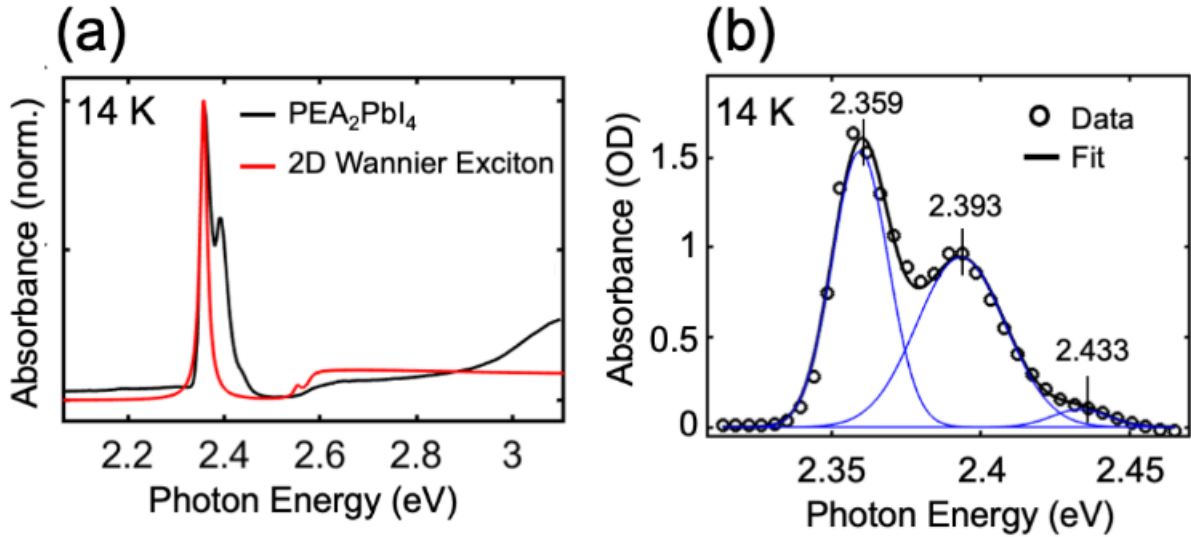 (a)
14 K
PEA₂PbI₄
2D Wannier Exciton
Absorbance (norm.)
2.2 2.4 2.6 2.8 3
Photon Energy (eV)
(b)
14 K
2.359
Data
Fit
2.393
2.433
Absorbance (OD)
1.5
1
0.5
0
2.35 2.4 2.45
Photon Energy (eV)